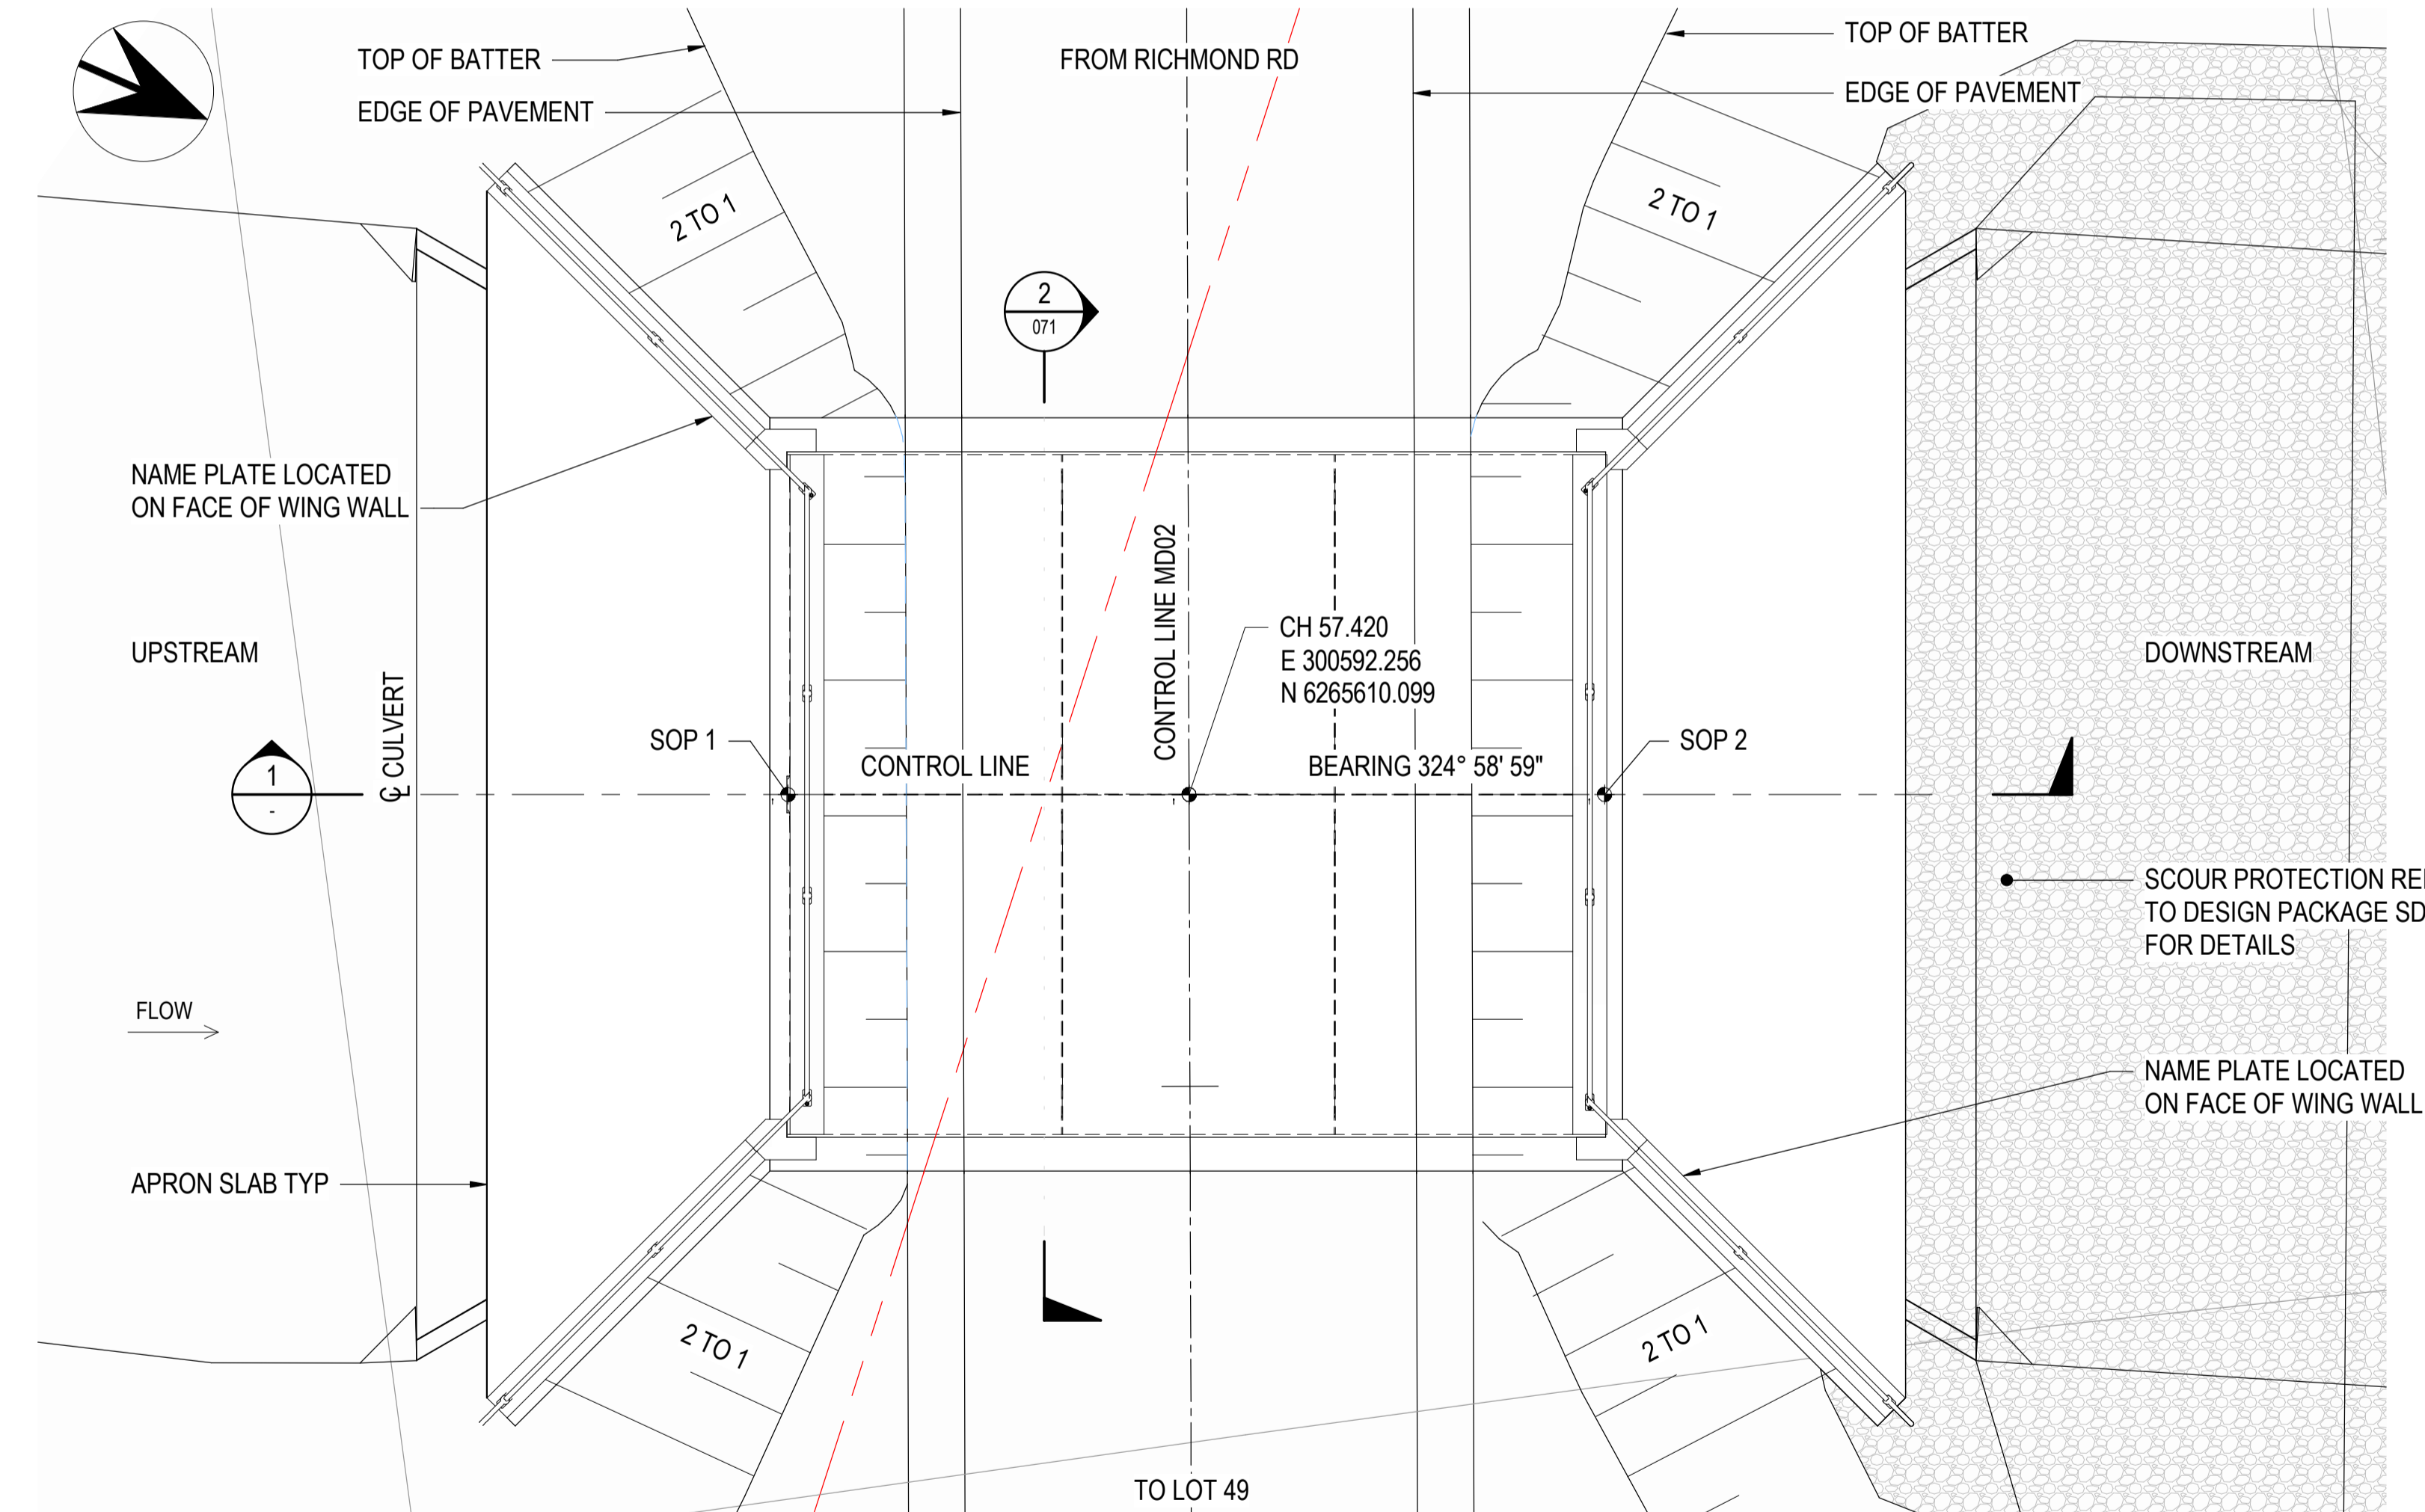 TOP OF BATTER
EDGE OF PAVEMENT
FROM RICHMOND RD
TOP OF BATTER
EDGE OF PAVEMENT
2 TO 1
2 TO 1
2
071
NAME PLATE LOCATED
ON FACE OF WING WALL
CONTROL LINE MD02
CH 57.420
E 300592.256
N 6265610.099
UPSTREAM
DOWNSTREAM
℄ CULVERT
SOP 1
SOP 2
CONTROL LINE
BEARING 324° 58' 59"
1
-
SCOUR PROTECTION
TO DESIGN PACKAGE
FOR DETAILS
FLOW
NAME PLATE LOCATED
ON FACE OF WING WALL
APRON SLAB TYP
2 TO 1
2 TO 1
TO LOT 49